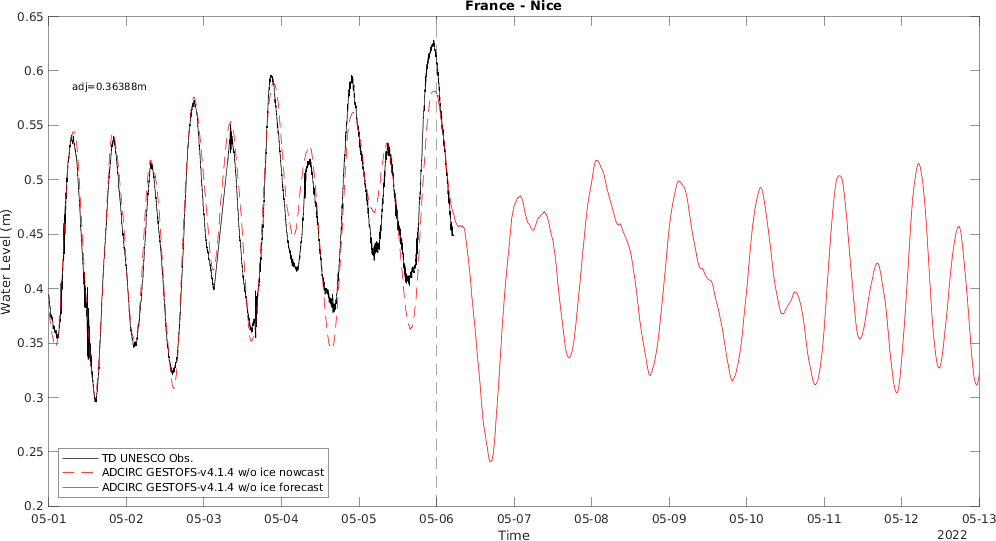 France - Nice
0.65
0.6
adj=0.36388m
0.55
0.5
0.45
0.4
0.35
0.3
0.25
0.2
Water Level (m)
TD UNESCO Obs.
ADCIRC GESTOFS-v4.1.4 w/o ice nowcast
ADCIRC GESTOFS-v4.1.4 w/o ice forecast
05-01 05-02 05-03 05-04 05-05 05-06 05-07 05-08 05-09 05-10 05-11 05-12 05-13
Time
2022